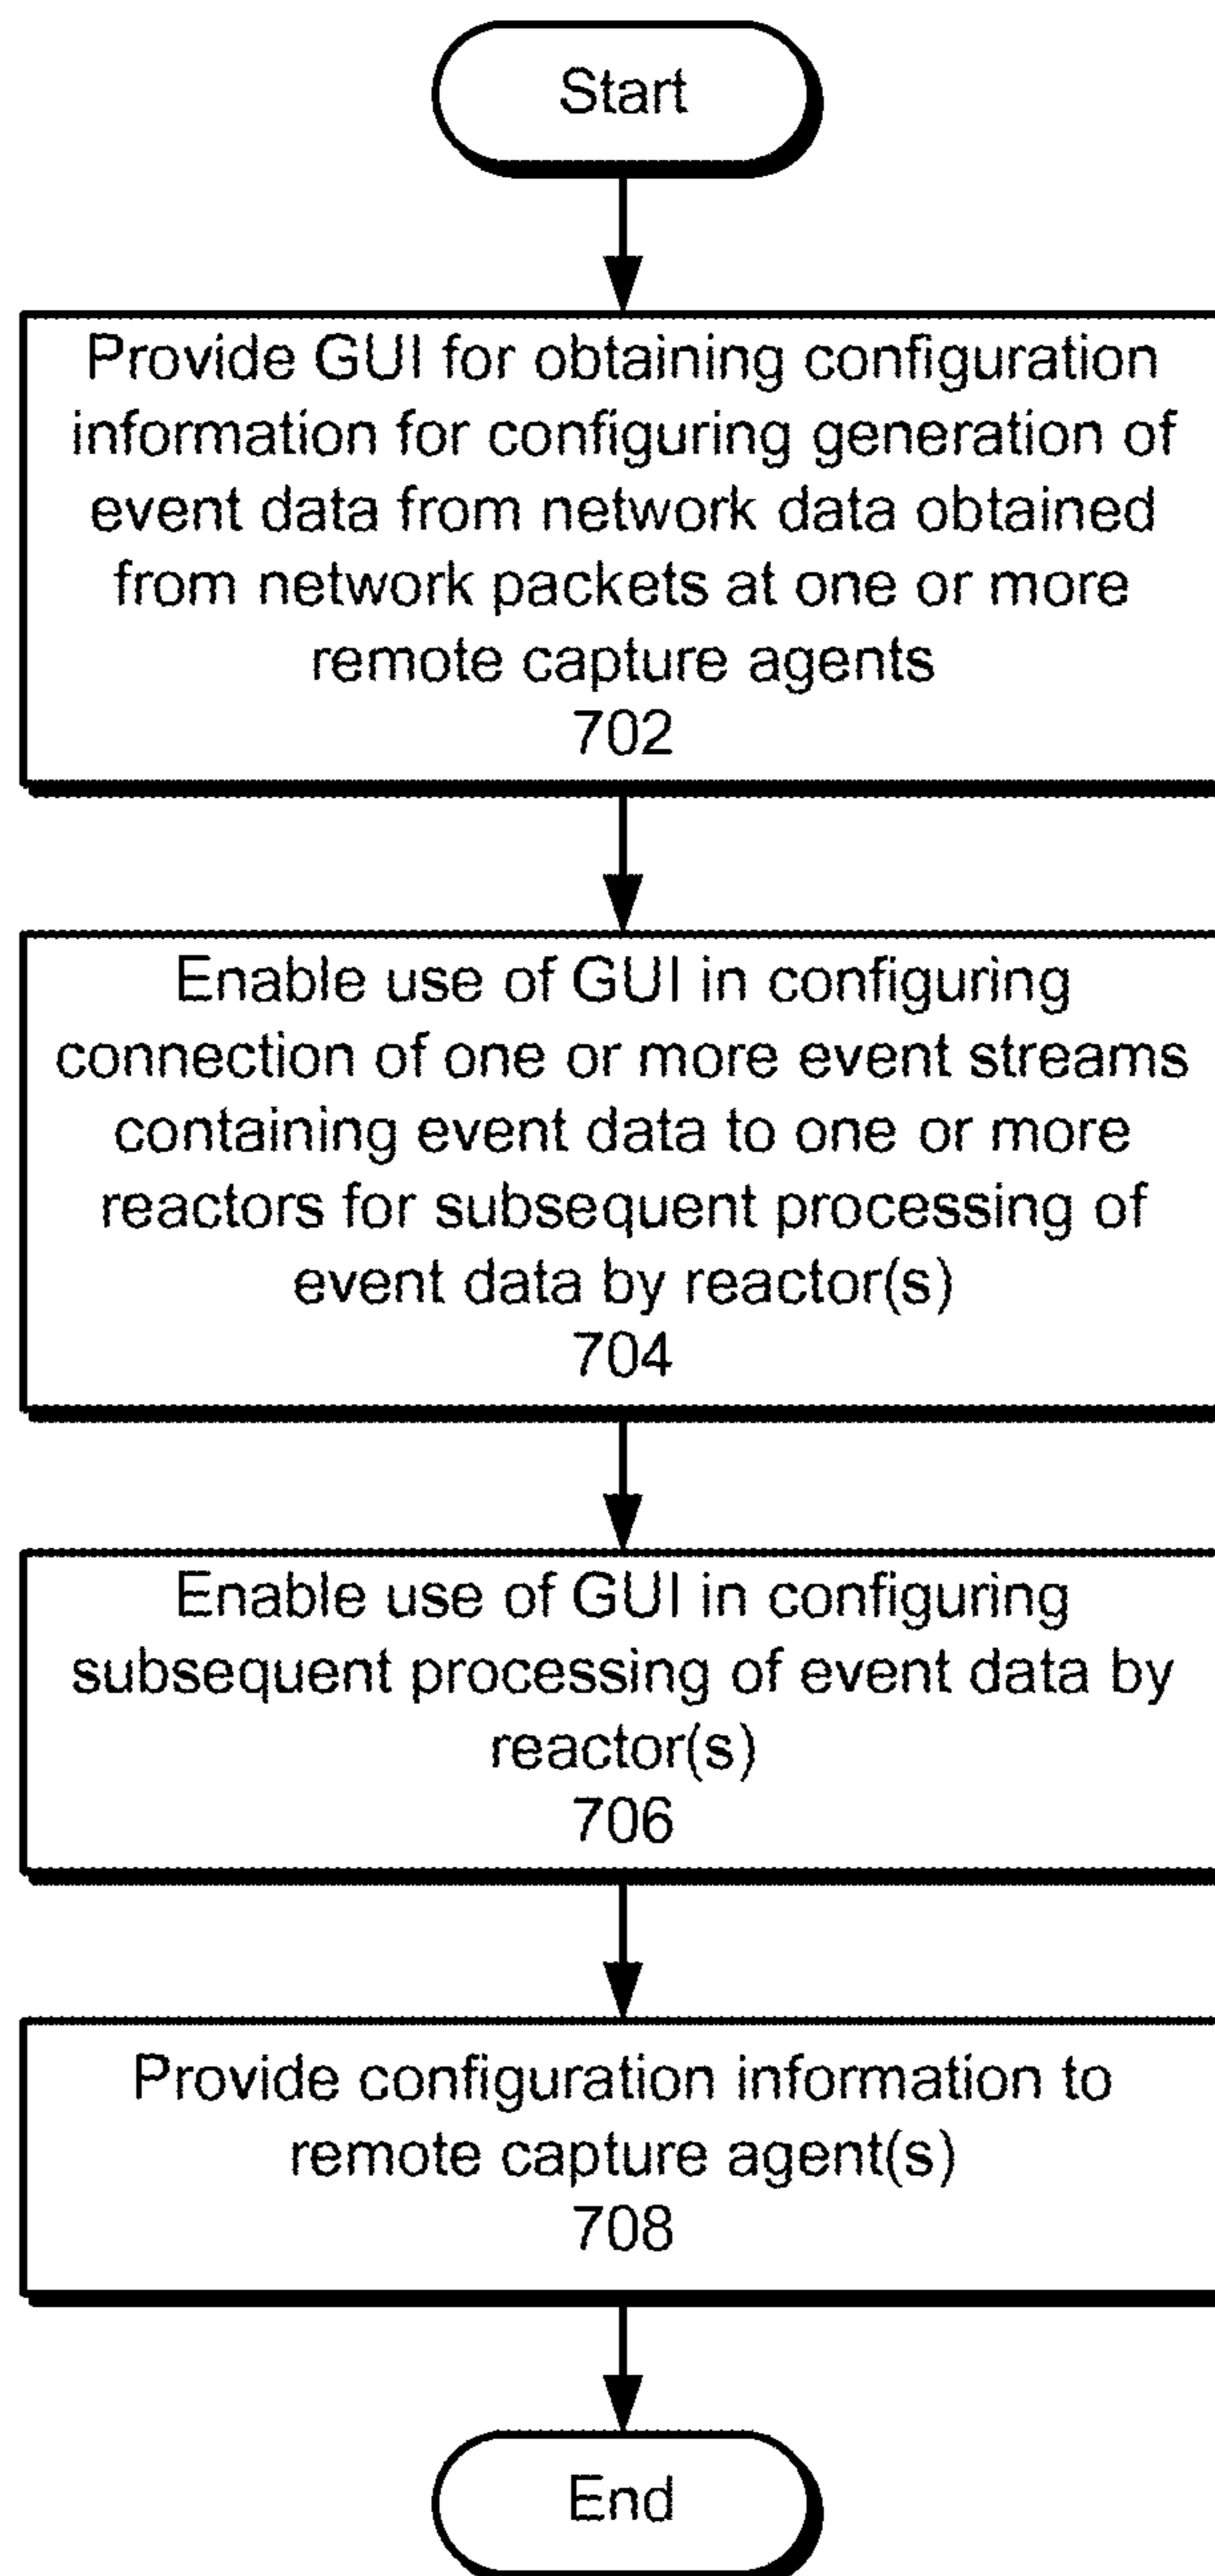 Start
Provide GUI for obtaining configuration
information for configuring generation of
event data from network data obtained
from network packets at one or more
remote capture agents
702
Enable use of GUI in configuring
connection of one or more event streams
containing event data to one or more
reactors for subsequent processing of
event data by reactor(s)
704
Enable use of GUI in configuring
subsequent processing of event data by
reactor(s)
706
Provide configuration information to
remote capture agent(s)
708
End